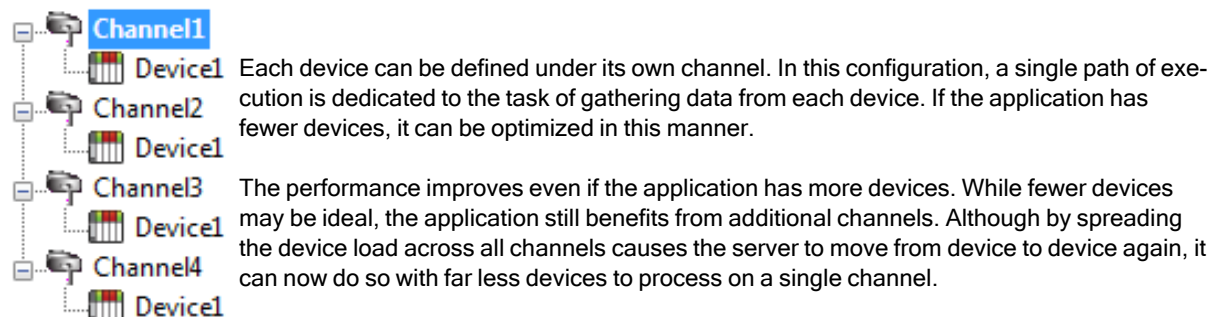 Channel1
Device1
Channel2
Device1
Channel3
Device1
Channel4
Device1
Each device can be defined under its own channel. In this configuration, a single path of exe-
cution is dedicated to the task of gathering data from each device. If the application has
fewer devices, it can be optimized in this manner.
The performance improves even if the application has more devices. While fewer devices
may be ideal, the application still benefits from additional channels. Although by spreading
the device load across all channels causes the server to move from device to device again, it
can now do so with far less devices to process on a single channel.